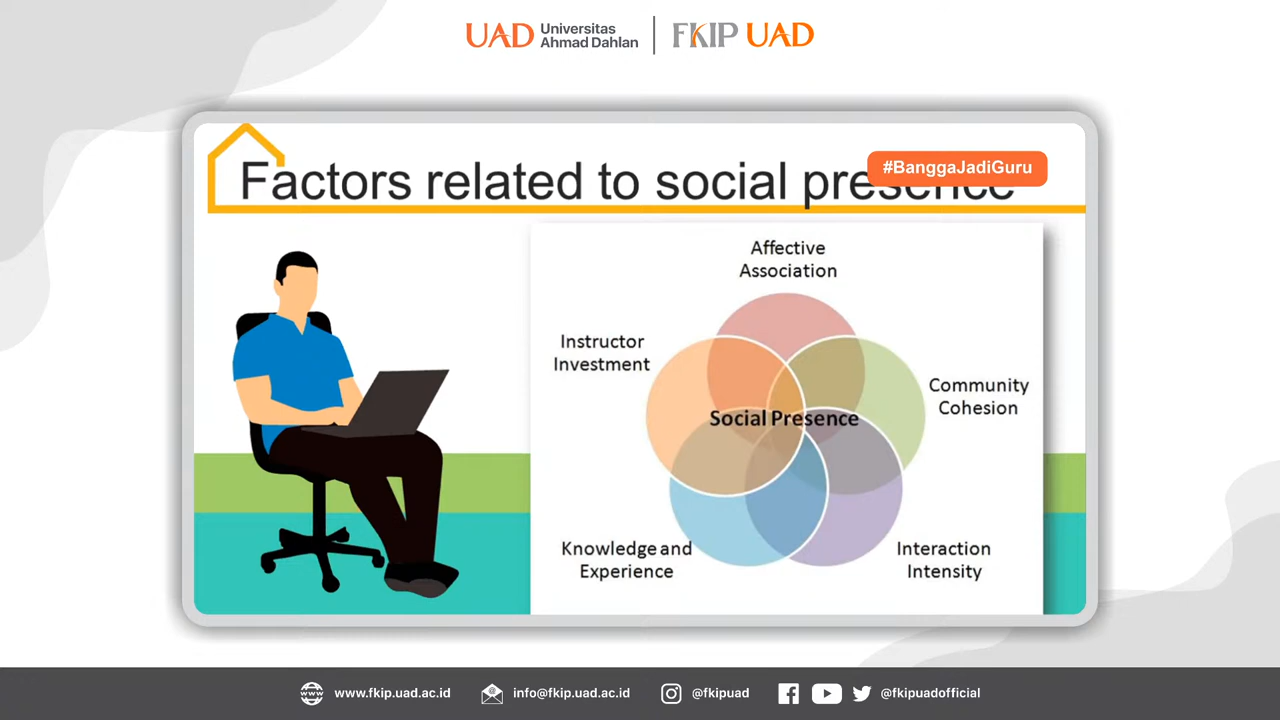 UAD Universitas Ahmad Dahlan
FKIP UAD
#BanggaJadiGuru
Factors related to social presence
Affective
Association
Instructor
Investment
Community
Cohesion
Social Presence
Knowledge and
Experience
Interaction
Intensity
www.fkip.uad.ac.id
info@fkip.uad.ac.id
@fkipuad
@fkipuadofficial